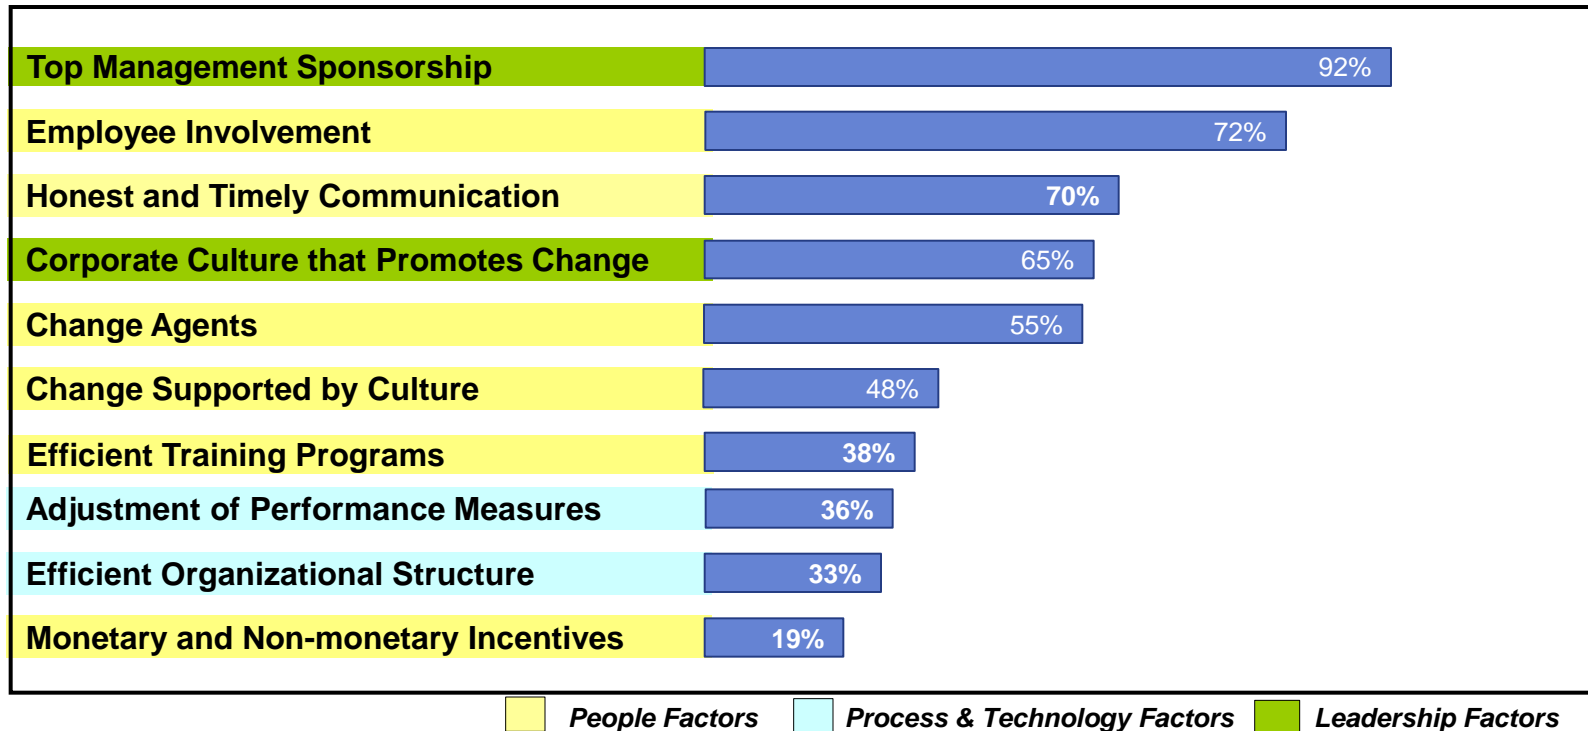 Top Management Sponsorship 92%
Employee Involvement 72%
Honest and Timely Communication 70%
Corporate Culture that Promotes Change 65%
Change Agents 55%
Change Supported by Culture 48%
Efficient Training Programs 38%
Adjustment of Performance Measures 36%
Efficient Organizational Structure 33%
Monetary and Non-monetary Incentives 19%
People Factors Process & Technology Factors Leadership Factors